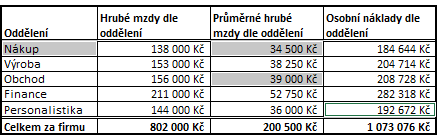 Oddělení Hrubé mzdy dle oddělení Průměrné hrubé mzdy dle oddělení Osobní náklady dle oddělení
Nákup 138 000 Kč 34 500 Kč 184 644 Kč
Výroba 153 000 Kč 38 250 Kč 204 714 Kč
Obchod 156 000 Kč 39 000 Kč 208 728 Kč
Finance 211 000 Kč 52 750 Kč 282 318 Kč
Personalistika 144 000 Kč 36 000 Kč 192 672 Kč
Celkem za firmu 802 000 Kč 200 500 Kč 1 073 076 Kč